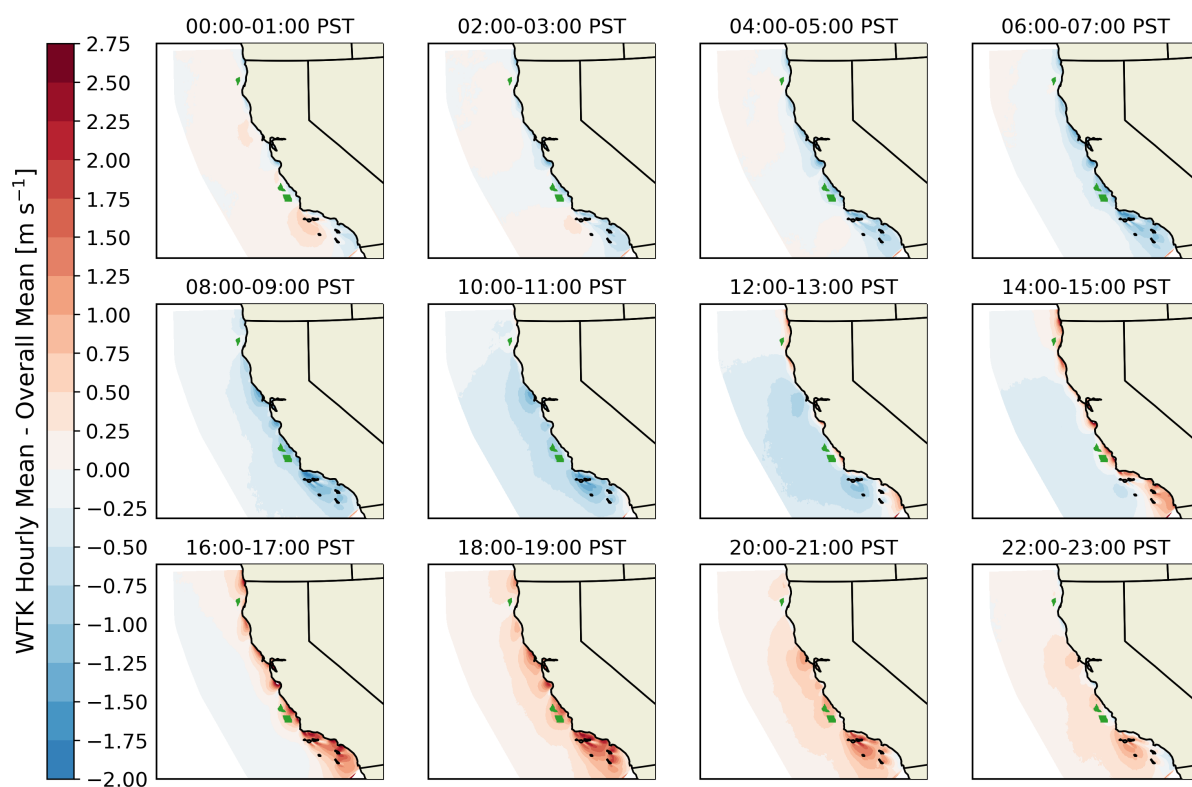 00:00-01:00 PST
02:00-03:00 PST
04:00-05:00 PST
06:00-07:00 PST
08:00-09:00 PST
10:00-11:00 PST
12:00-13:00 PST
14:00-15:00 PST
16:00-17:00 PST
18:00-19:00 PST
20:00-21:00 PST
22:00-23:00 PST
WTK Hourly Mean - Overall Mean [m s⁻¹]
2.75
2.50
2.25
2.00
1.75
1.50
1.25
1.00
0.75
0.50
0.25
0.00
−0.25
−0.50
−0.75
−1.00
−1.25
−1.50
−1.75
−2.00